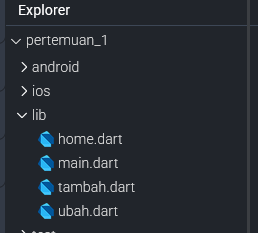 Explorer
pertemuan_1
android
ios
lib
home.dart
main.dart
tambah.dart
ubah.dart